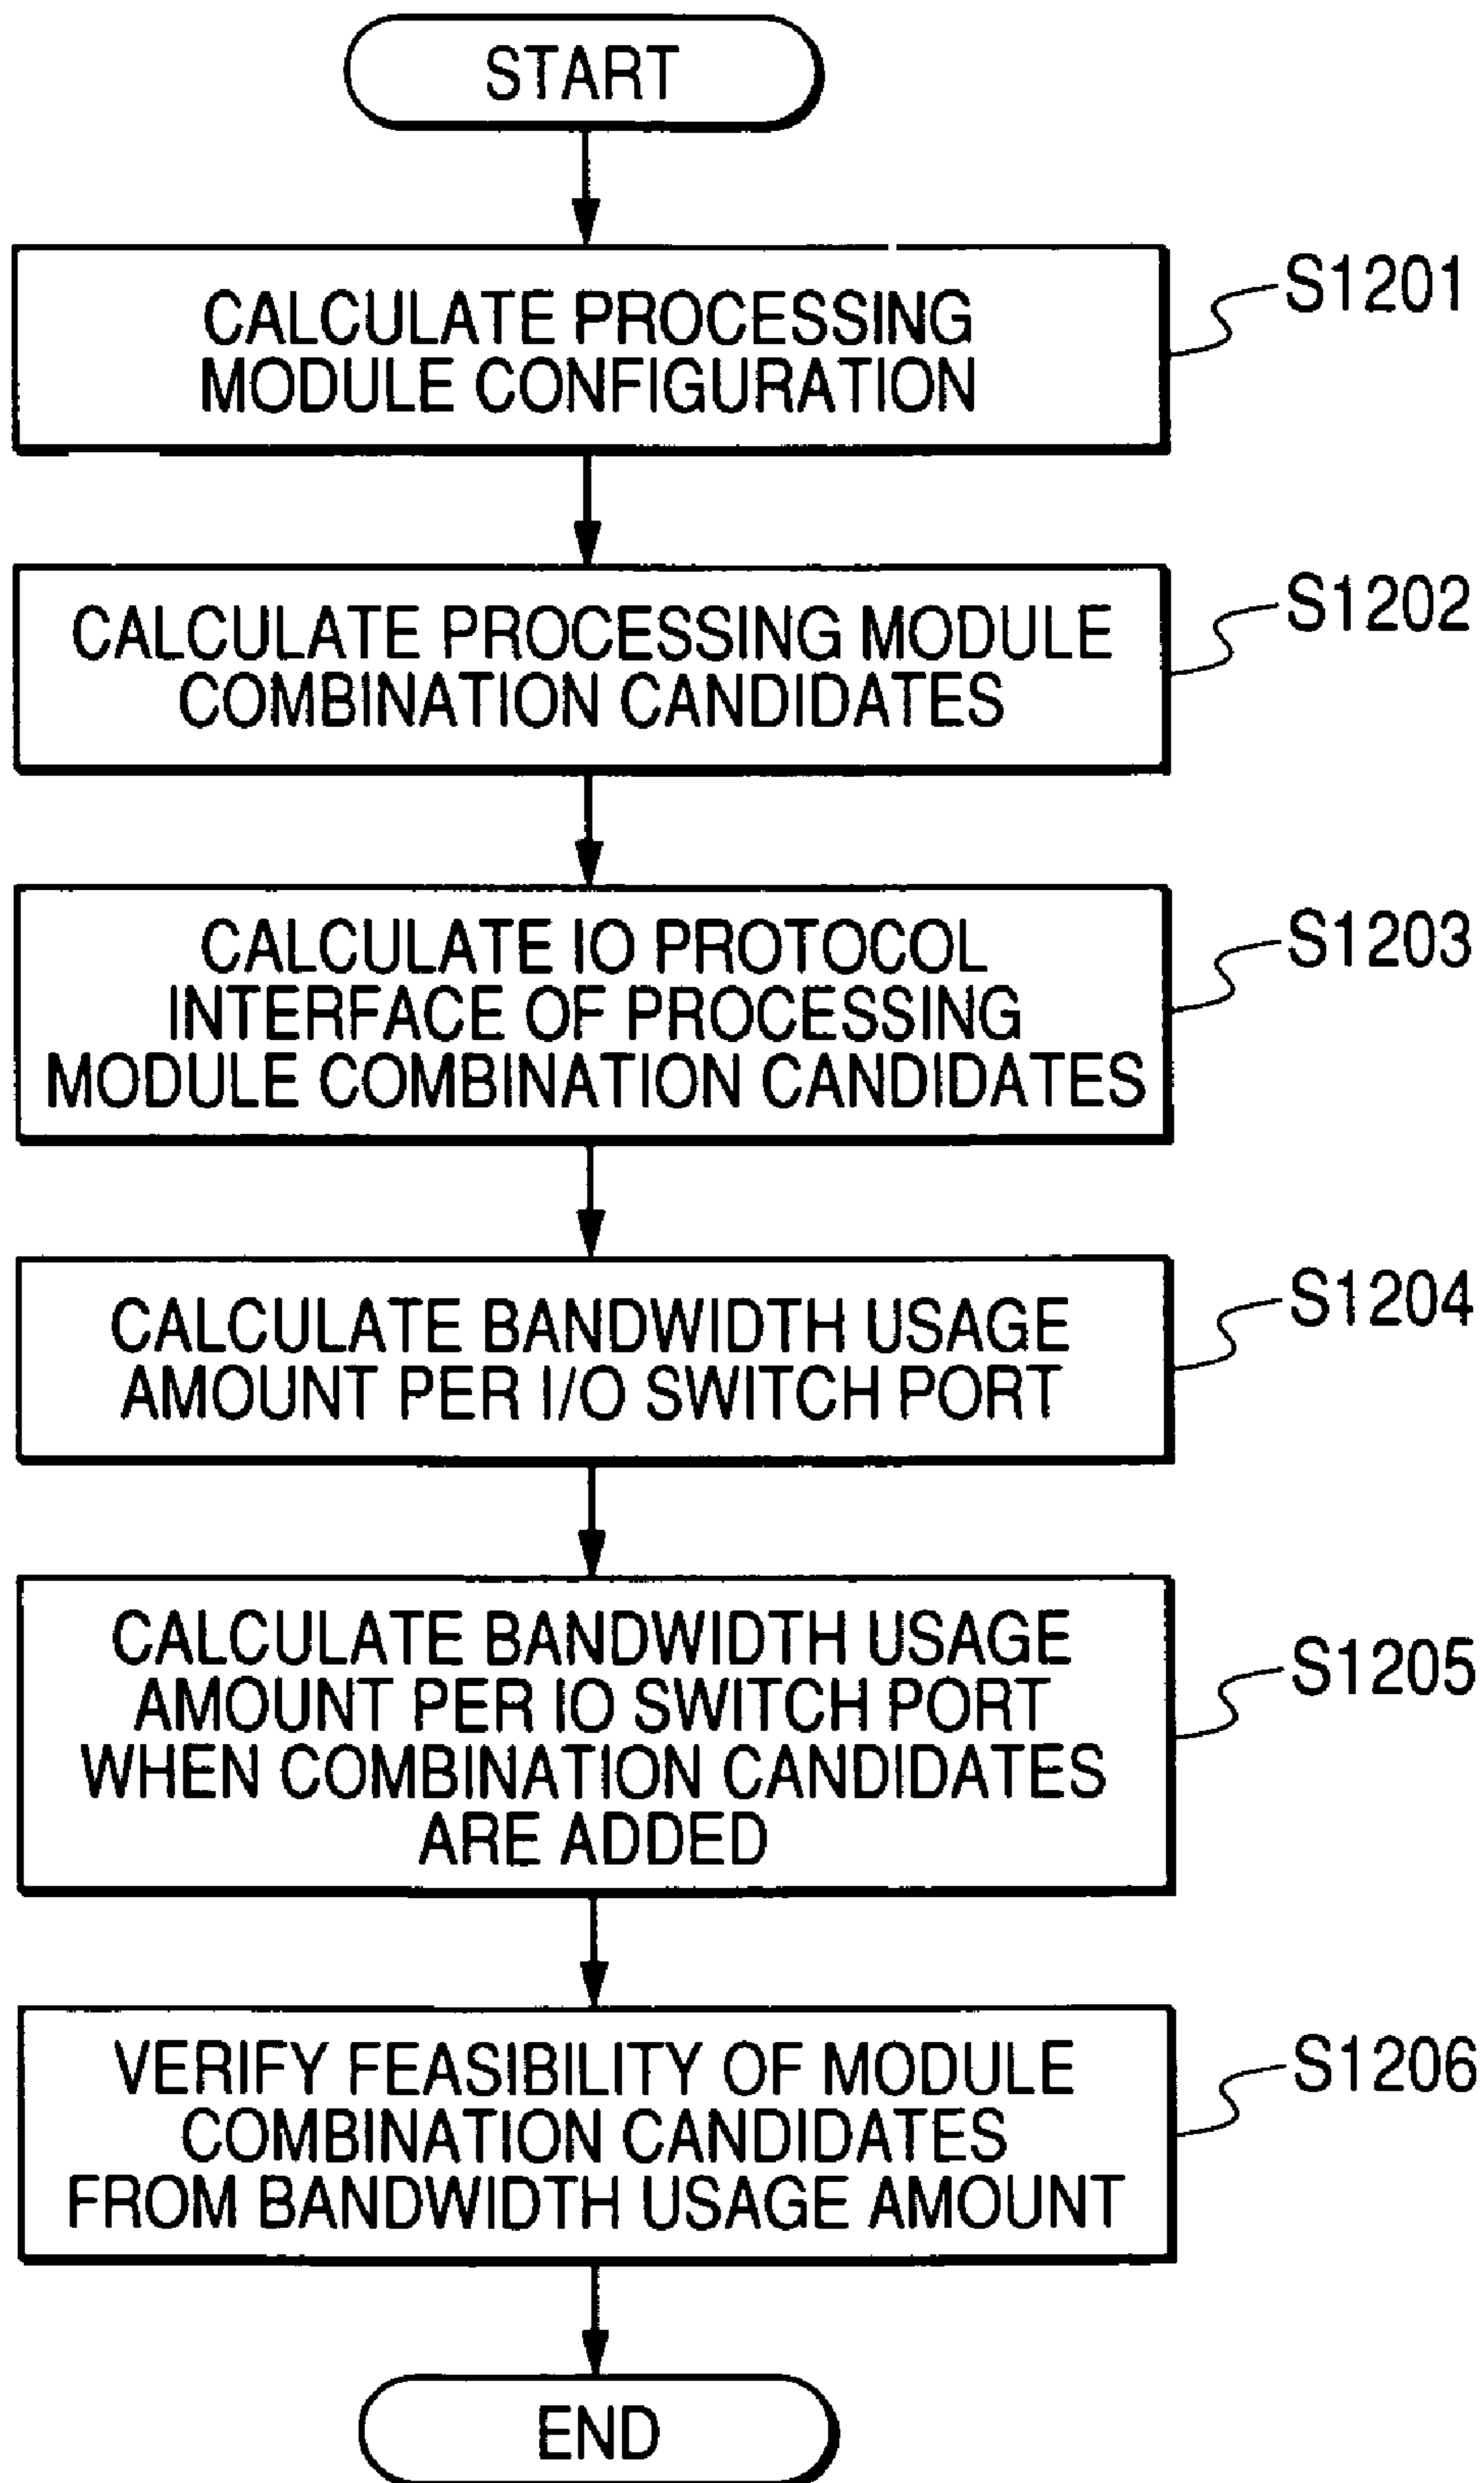 START
CALCULATE PROCESSING
MODULE CONFIGURATION
S1201
CALCULATE PROCESSING MODULE
COMBINATION CANDIDATES
S1202
CALCULATE IO PROTOCOL
INTERFACE OF PROCESSING
MODULE COMBINATION CANDIDATES
S1203
CALCULATE BANDWIDTH USAGE
AMOUNT PER I/O SWITCH PORT
S1204
CALCULATE BANDWIDTH USAGE
AMOUNT PER IO SWITCH PORT
WHEN COMBINATION CANDIDATES
ARE ADDED
S1205
VERIFY FEASIBILITY OF MODULE
COMBINATION CANDIDATES
FROM BANDWIDTH USAGE AMOUNT
S1206
END